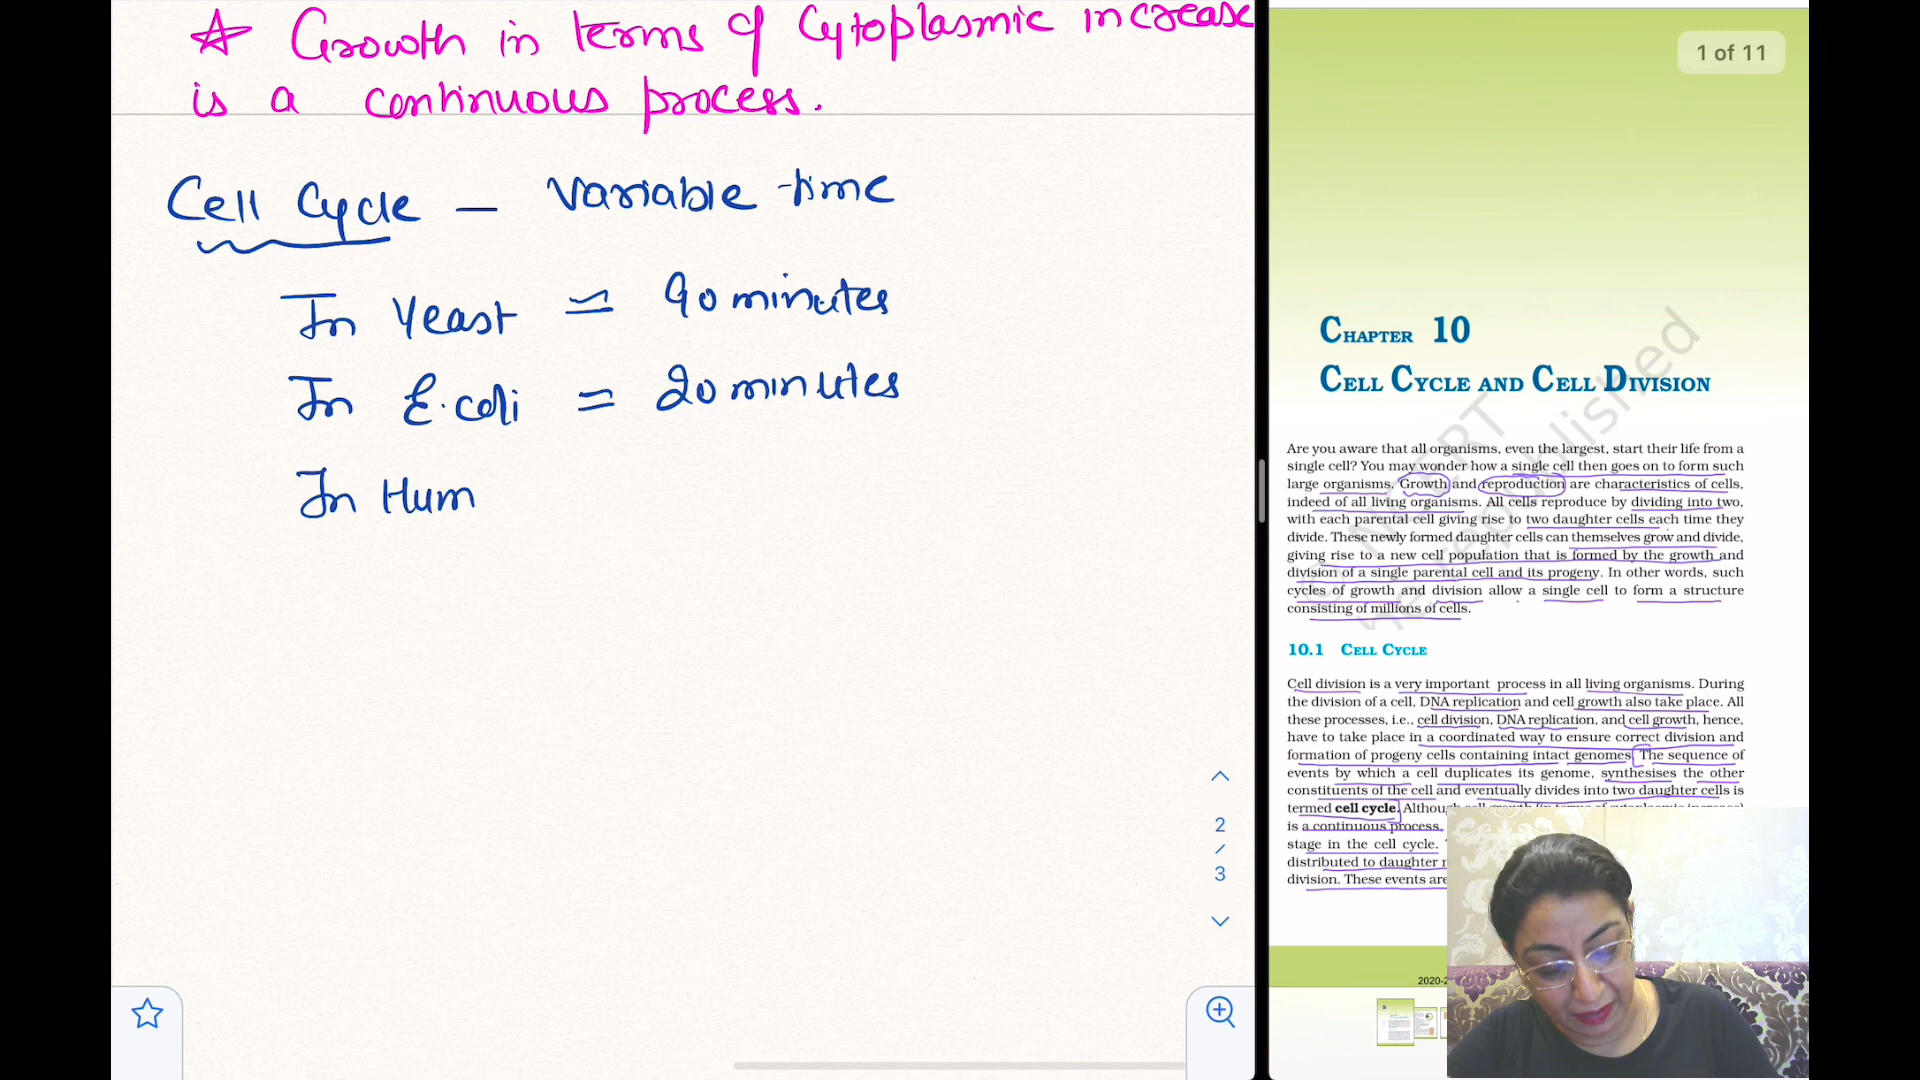 ☆ Growth in terms of Cytoplasmic increase
is a continuous process.
Cell Cycle — Variable time
In Yeast = 90 minutes
In E.coli = 20 minutes
In Hum
2
/
3
1 of 11
CHAPTER 10
CELL CYCLE AND CELL DIVISION
Are you aware that all organisms, even the largest, start their life from a
single cell? You may wonder how a single cell then goes on to form such
large organisms. Growth and reproduction are characteristics of cells,
indeed of all living organisms. All cells reproduce by dividing into two,
with each parental cell giving rise to two daughter cells each time they
divide. These newly formed daughter cells can themselves grow and divide,
giving rise to a new cell population that is formed by the growth and
division of a single parental cell and its progeny. In other words, such
cycles of growth and division allow a single cell to form a structure
consisting of millions of cells.
10.1 CELL CYCLE
Cell division is a very important process in all living organisms. During
the division of a cell, DNA replication and cell growth also take place. All
these processes, i.e., cell division, DNA replication, and cell growth, hence,
have to take place in a coordinated way to ensure correct division and
formation of progeny cells containing intact genomes. The sequence of
events by which a cell duplicates its genome, synthesises the other
constituents of the cell and eventually divides into two daughter cells is
termed cell cycle.
is a continuous process,
stage in the cell cycle.
distributed to daughter
division. These events are